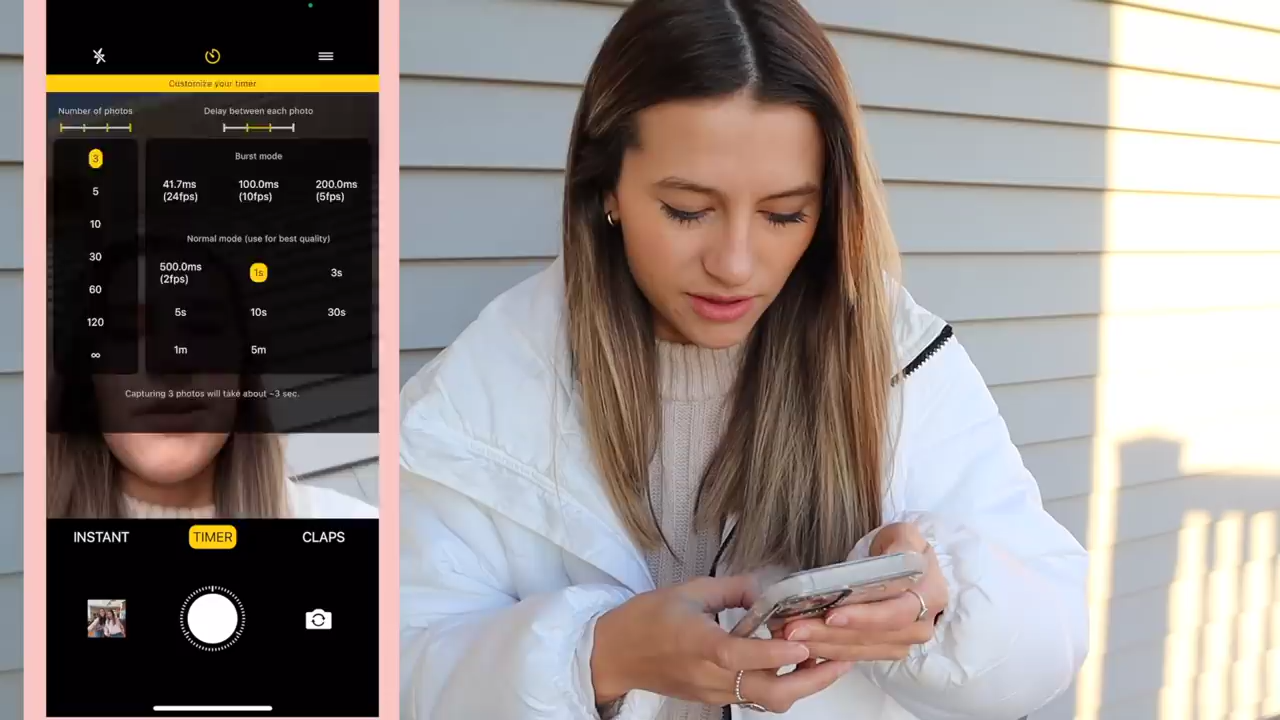 Customize your timer
Number of photos
Delay between each photo
3
5
10
30
60
120
∞
Burst mode
41.7ms 100.0ms 200.0ms
(24fps) (10fps) (5fps)
Normal mode (use for best quality)
500.0ms 1s 3s
(2fps)
5s 10s 30s
1m 5m
Capturing 3 photos will take about ~3 sec.
INSTANT TIMER CLAPS